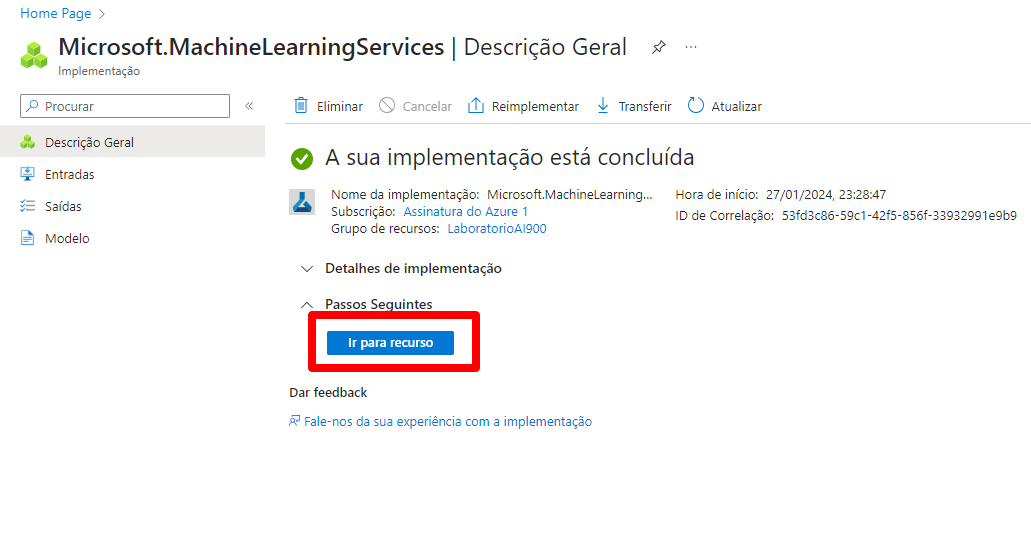 Home Page
Microsoft.MachineLearningServices | Descrição Geral
Implementação
Procurar
Eliminar Cancelar Reimplementar Transferir Atualizar
Descrição Geral
Entradas
Saídas
Modelo
A sua implementação está concluída
Nome da implementação: Microsoft.MachineLearning... Hora de início: 27/01/2024, 23:28:47
Subscrição: Assinatura do Azure 1 ID de Correlação: 53fd3c86-59c1-42f5-856f-33932991e9b9
Grupo de recursos: LaboratorioAI900
Detalhes de implementação
Passos Seguintes
Ir para recurso
Dar feedback
Fale-nos da sua experiência com a implementação